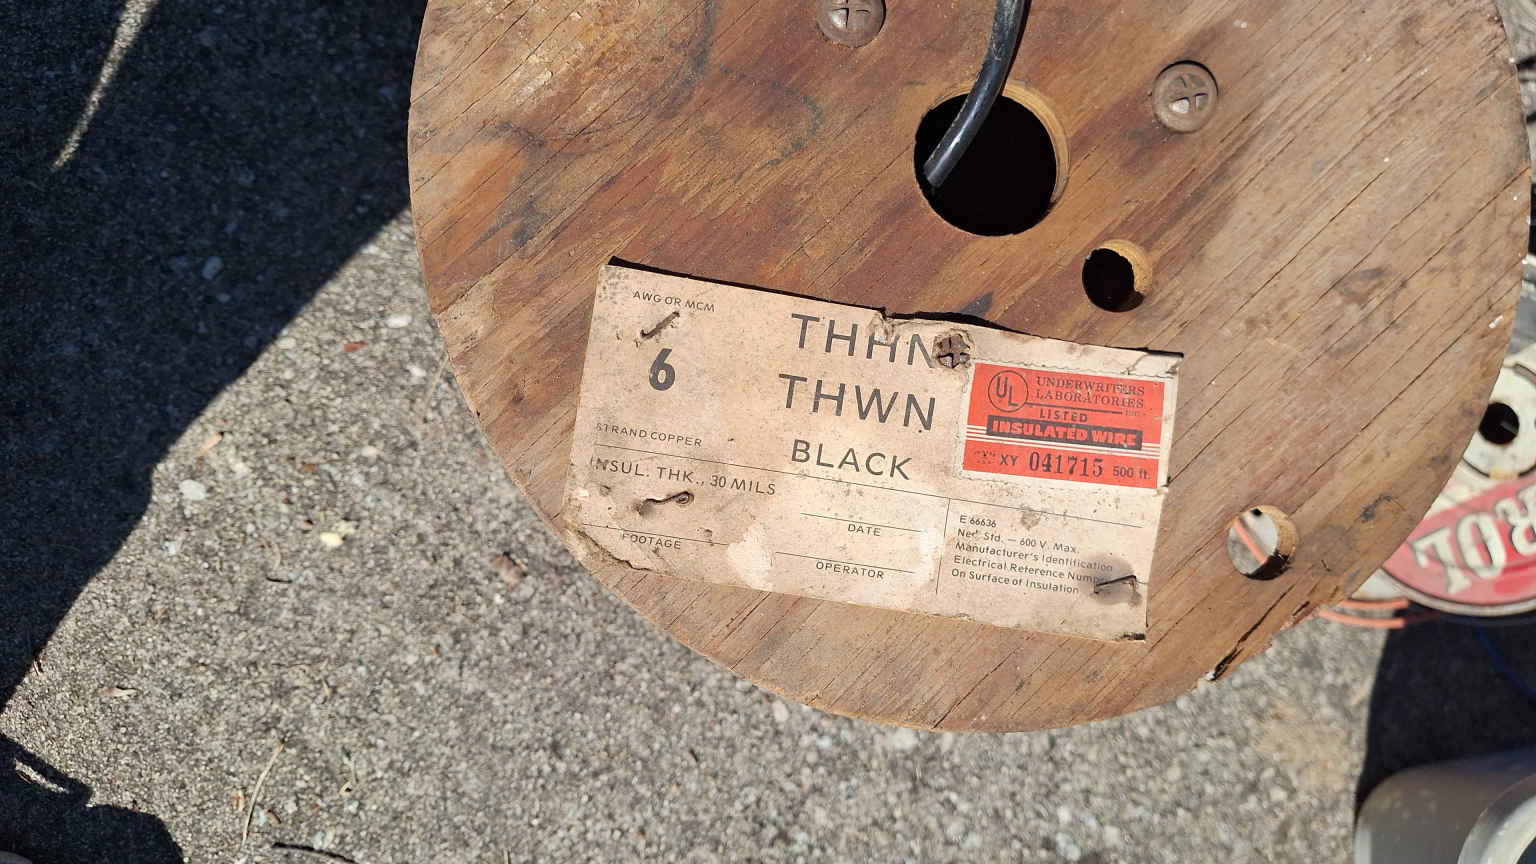 AWG OR MCM
6
STRAND COPPER
THHN
THWN
BLACK
UL
UNDERWRITERS
LABORATORIES
INC.
LISTED
INSULATED WIRE
XY 041715 500 ft.
INSUL. THK., 30 MILS
FOOTAGE
DATE
OPERATOR
E 66636
Std. — 600 V. Max.
Manufacturer's Identification
Electrical Reference
On Surface of Insulation
ROL